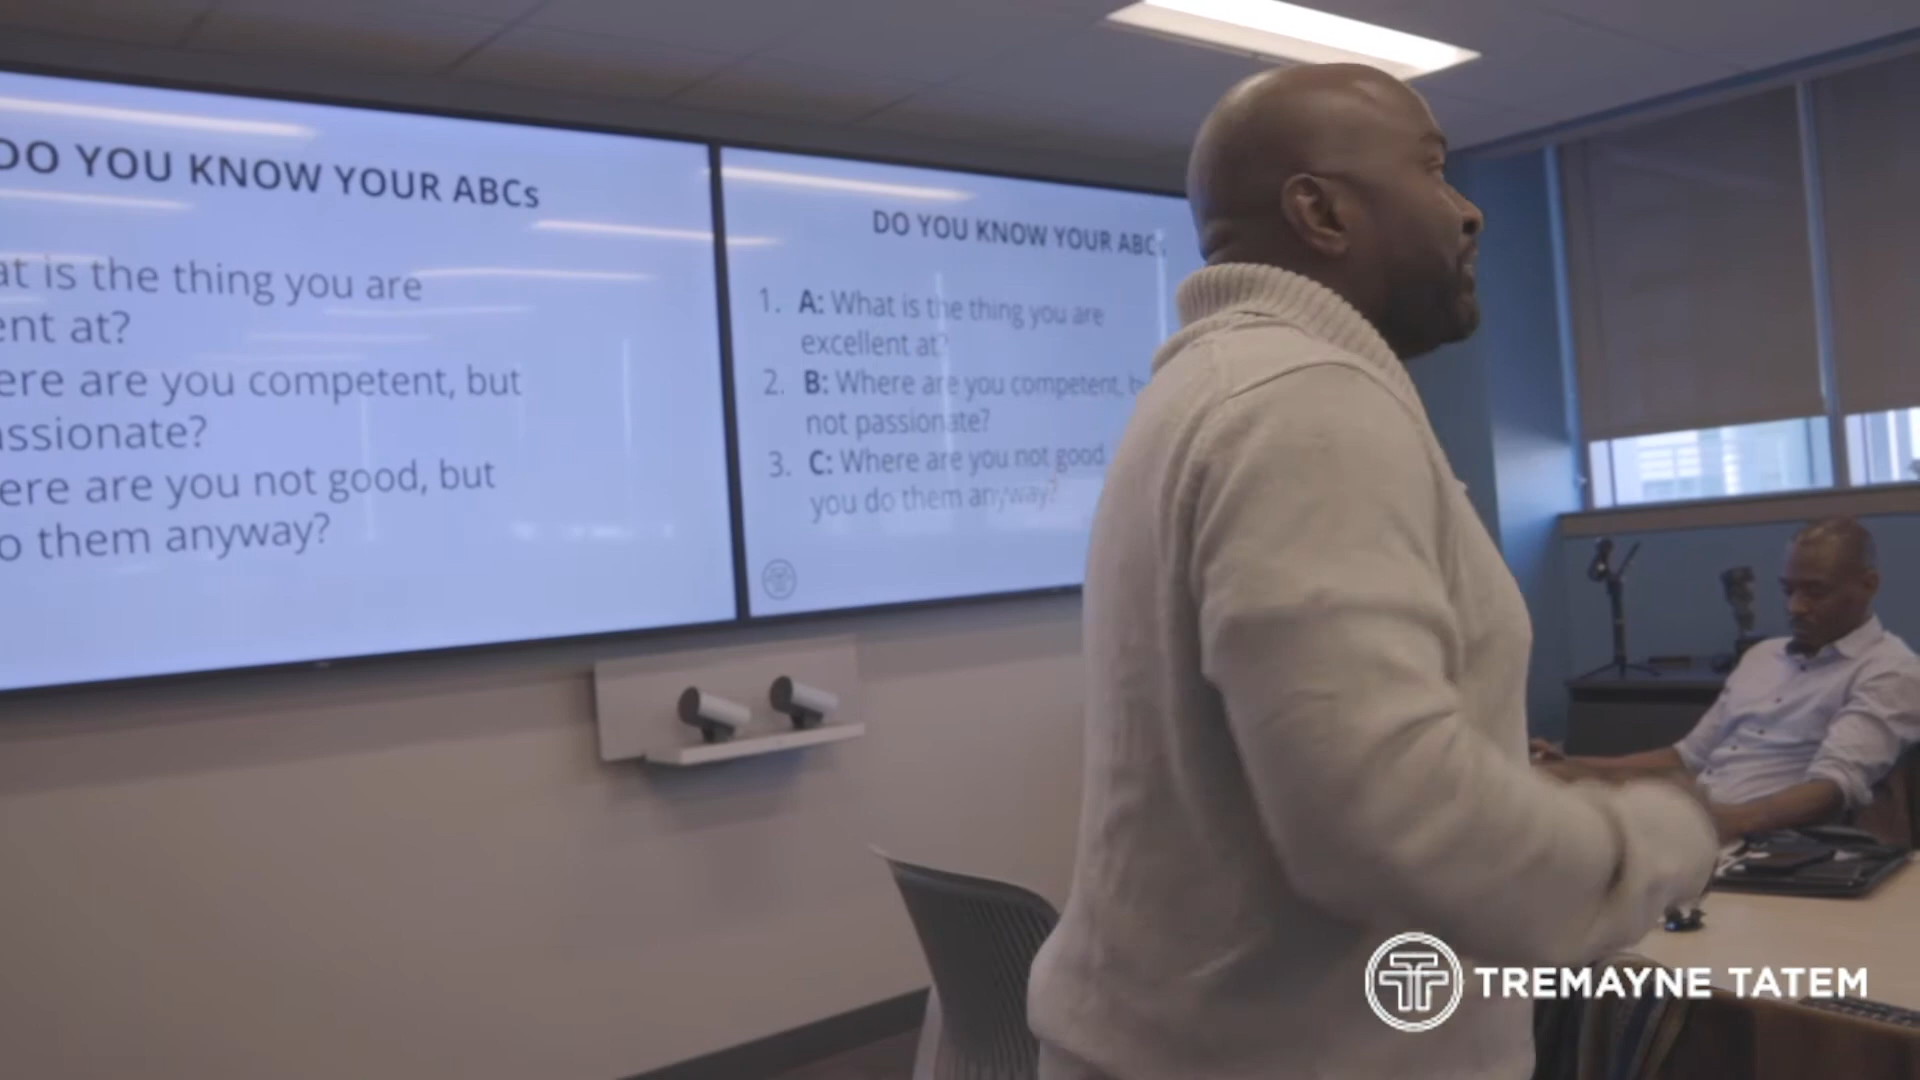 DO YOU KNOW YOUR ABCs
at is the thing you are
ent at?
ere are you competent, but
assionate?
ere are you not good, but
o them anyway?
DO YOU KNOW YOUR ABC
1. A: What is the thing you are
excellent at?
2. B: Where are you competent, b
not passionate?
3. C: Where are you not good
you do them anyway?
TREMAYNE TATEM